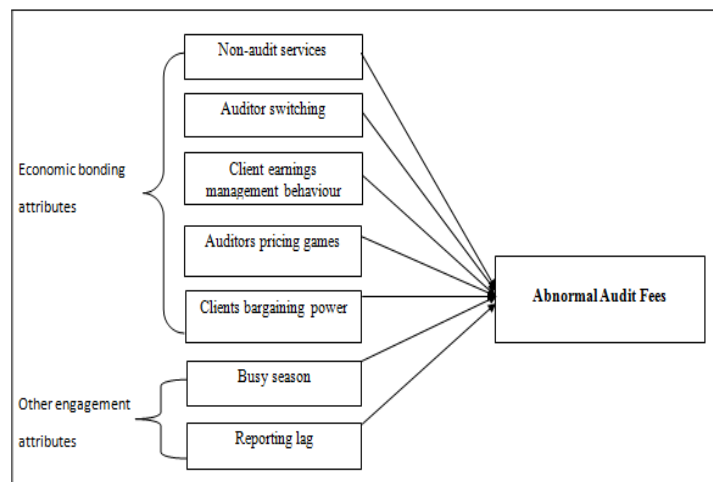 Non-audit services
Auditor switching
Economic bonding
attributes
Client earnings
management behaviour
Auditors pricing games
Clients bargaining power
Abnormal Audit Fees
Other engagement
attributes
Busy season
Reporting lag